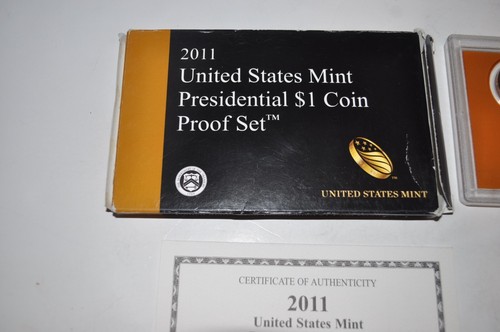 2011
United States Mint
Presidential $1 Coin
Proof Set™
UNITED STATES MINT
CERTIFICATE OF AUTHENTICITY
2011
United States Mint